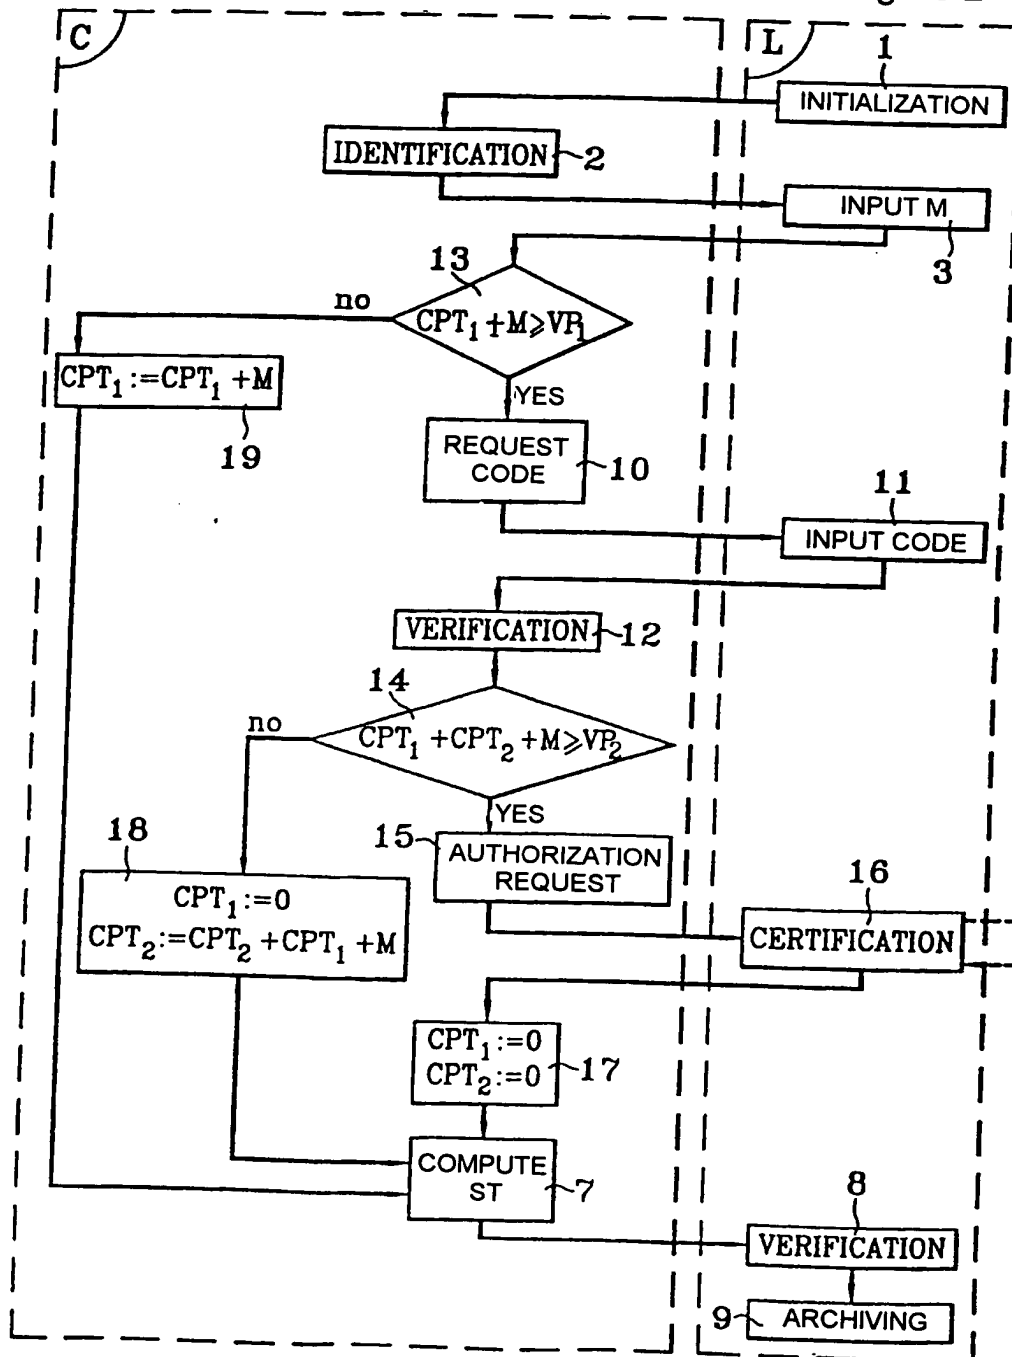 C
L
1
INITIALIZATION
IDENTIFICATION
2
INPUT M
3
13
no
CPT₁ + M ⩾ VP₁
CPT₁ := CPT₁ + M
19
YES
REQUEST
CODE
10
11
INPUT CODE
VERIFICATION
12
14
no
CPT₁ + CPT₂ + M ⩾ VP₂
YES
15
AUTHORIZATION
REQUEST
18
CPT₁ := 0
CPT₂ := CPT₂ + CPT₁ + M
16
CERTIFICATION
CPT₁ := 0
CPT₂ := 0
17
COMPUTE
ST
7
8
VERIFICATION
9
ARCHIVING